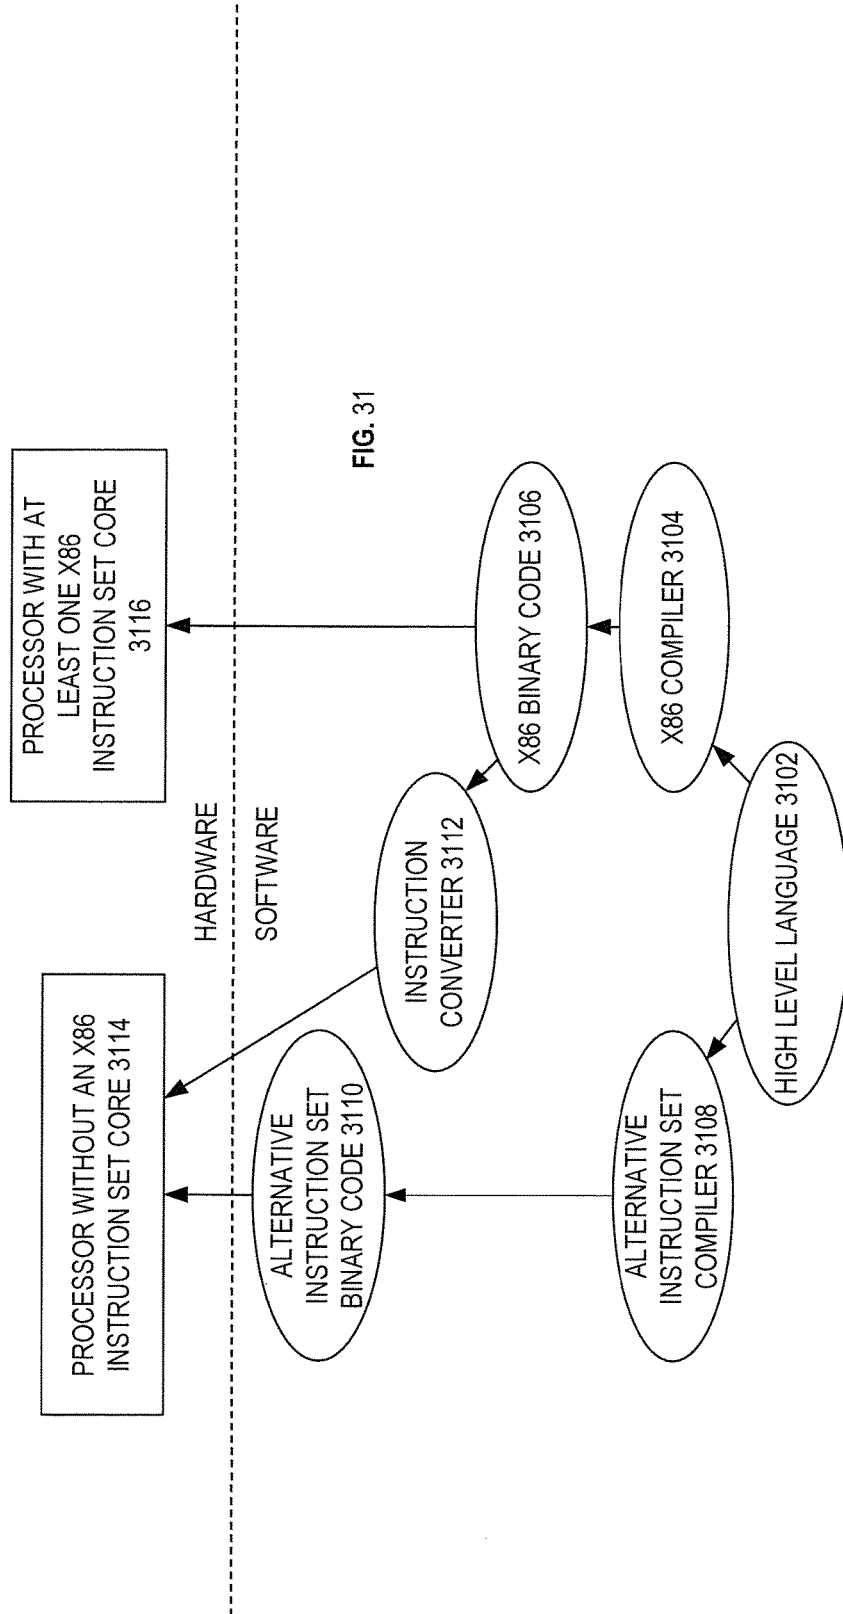 PROCESSOR WITHOUT AN X86
INSTRUCTION SET CORE 3114
PROCESSOR WITH AT
LEAST ONE X86
INSTRUCTION SET CORE
3116
HARDWARE
SOFTWARE
ALTERNATIVE
INSTRUCTION SET
BINARY CODE 3110
INSTRUCTION
CONVERTER 3112
FIG. 31
X86 BINARY CODE 3106
ALTERNATIVE
INSTRUCTION SET
COMPILER 3108
X86 COMPILER 3104
HIGH LEVEL LANGUAGE 3102